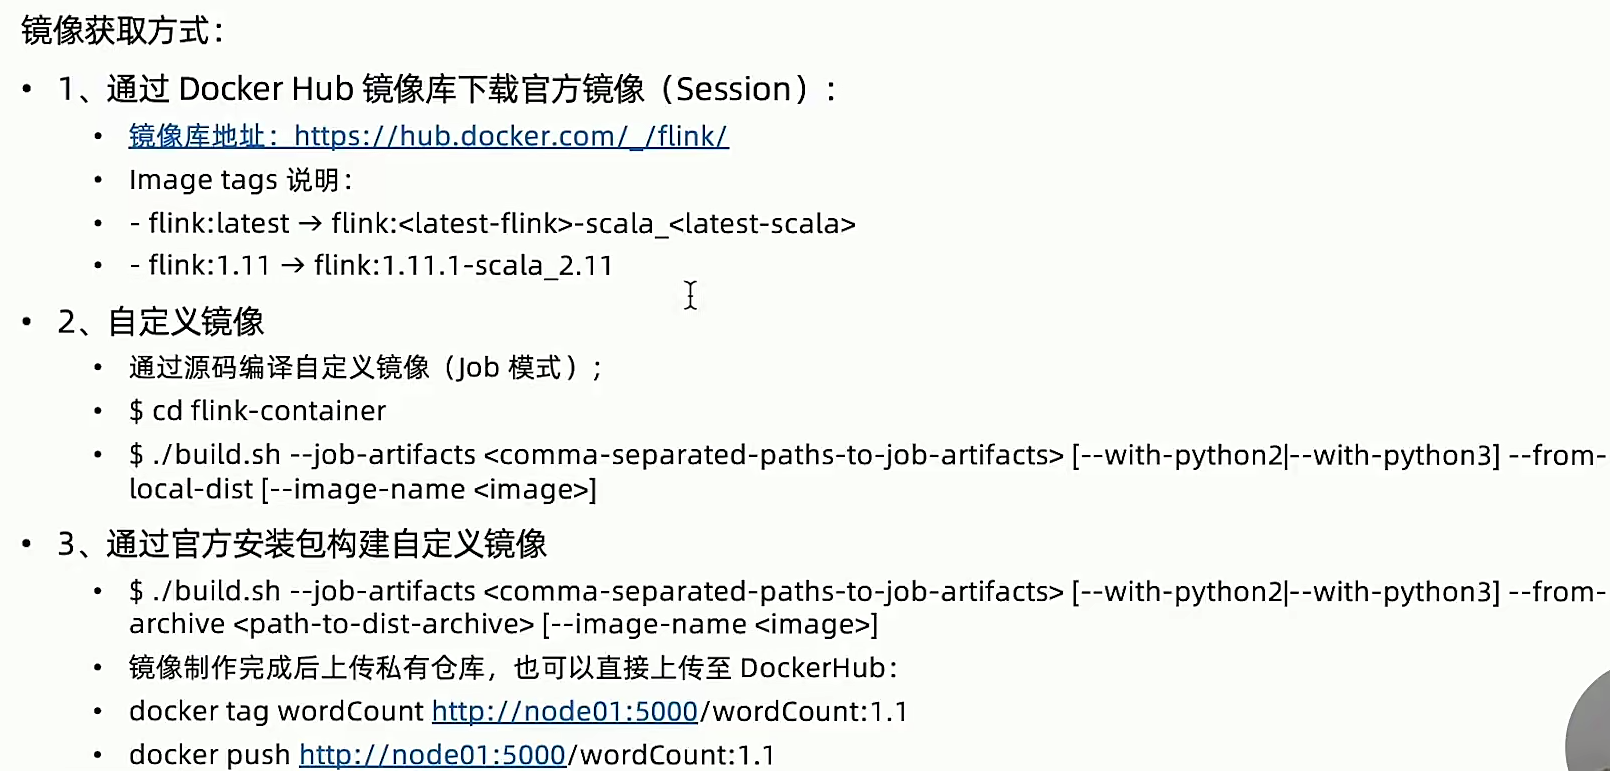 镜像获取方式：
• 1、通过 Docker Hub 镜像库下载官方镜像（Session）：
• 镜像库地址：https://hub.docker.com/_/flink/
• Image tags 说明：
• - flink:latest → flink:<latest-flink>-scala_<latest-scala>
• - flink:1.11 → flink:1.11.1-scala_2.11
• 2、自定义镜像
• 通过源码编译自定义镜像（Job 模式）；
• $ cd flink-container
• $ ./build.sh --job-artifacts <comma-separated-paths-to-job-artifacts> [--with-python2|--with-python3] --from-
local-dist [--image-name <image>]
• 3、通过官方安装包构建自定义镜像
• $ ./build.sh --job-artifacts <comma-separated-paths-to-job-artifacts> [--with-python2|--with-python3] --from-
archive <path-to-dist-archive> [--image-name <image>]
• 镜像制作完成后上传私有仓库，也可以直接上传至 DockerHub：
• docker tag wordCount http://node01:5000/wordCount:1.1
• docker push http://node01:5000/wordCount:1.1